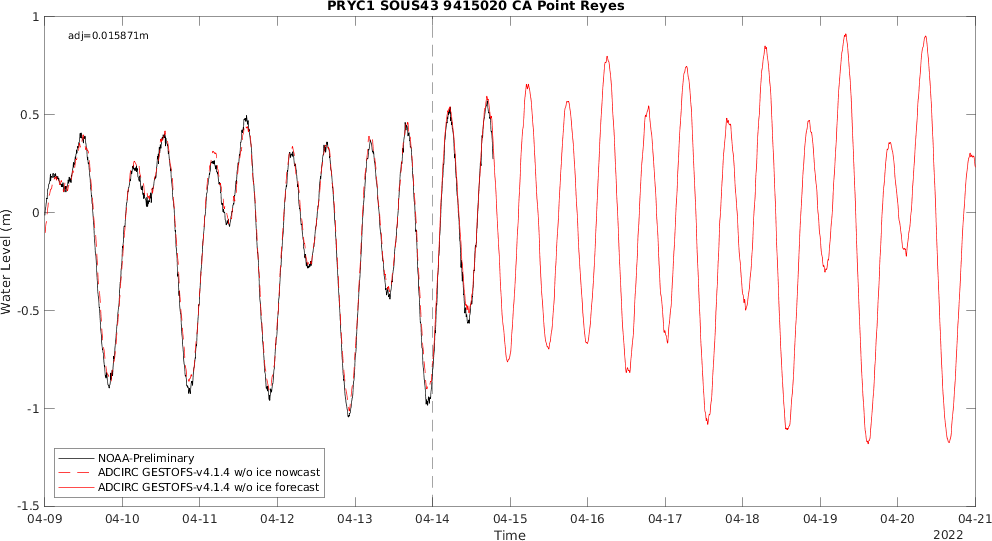 PRYC1 SOUS43 9415020 CA Point Reyes
adj=0.015871m
1
0.5
0
-0.5
-1
-1.5
Water Level (m)
NOAA-Preliminary
ADCIRC GESTOFS-v4.1.4 w/o ice nowcast
ADCIRC GESTOFS-v4.1.4 w/o ice forecast
04-09 04-10 04-11 04-12 04-13 04-14 04-15 04-16 04-17 04-18 04-19 04-20 04-21
Time
2022